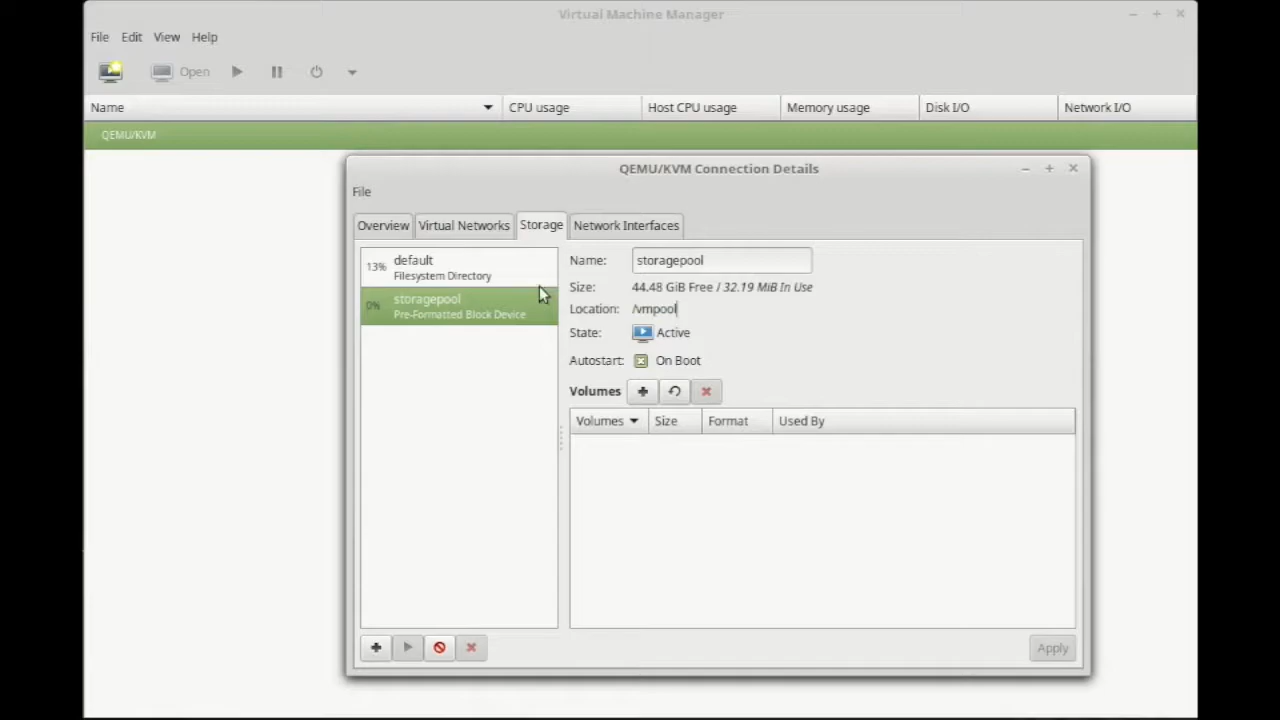 Virtual Machine Manager
File Edit View Help
Open
Name CPU usage Host CPU usage Memory usage Disk I/O Network I/O
QEMU/KVM
QEMU/KVM Connection Details
File
Overview Virtual Networks Storage Network Interfaces
13% default
Filesystem Directory
0% storagepool
Pre-Formatted Block Device
Name: storagepool
Size: 44.48 GiB Free / 32.19 MiB In Use
Location: /vmpool
State: Active
Autostart: On Boot
Volumes
Volumes Size Format Used By
Apply